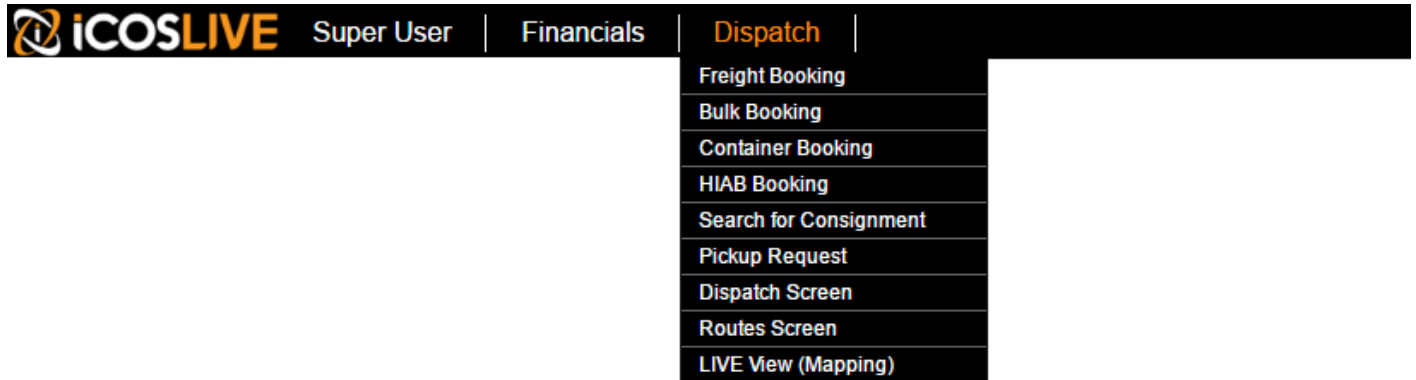 iCOSLIVE Super User Financials Dispatch
Freight Booking
Bulk Booking
Container Booking
HIAB Booking
Search for Consignment
Pickup Request
Dispatch Screen
Routes Screen
LIVE View (Mapping)